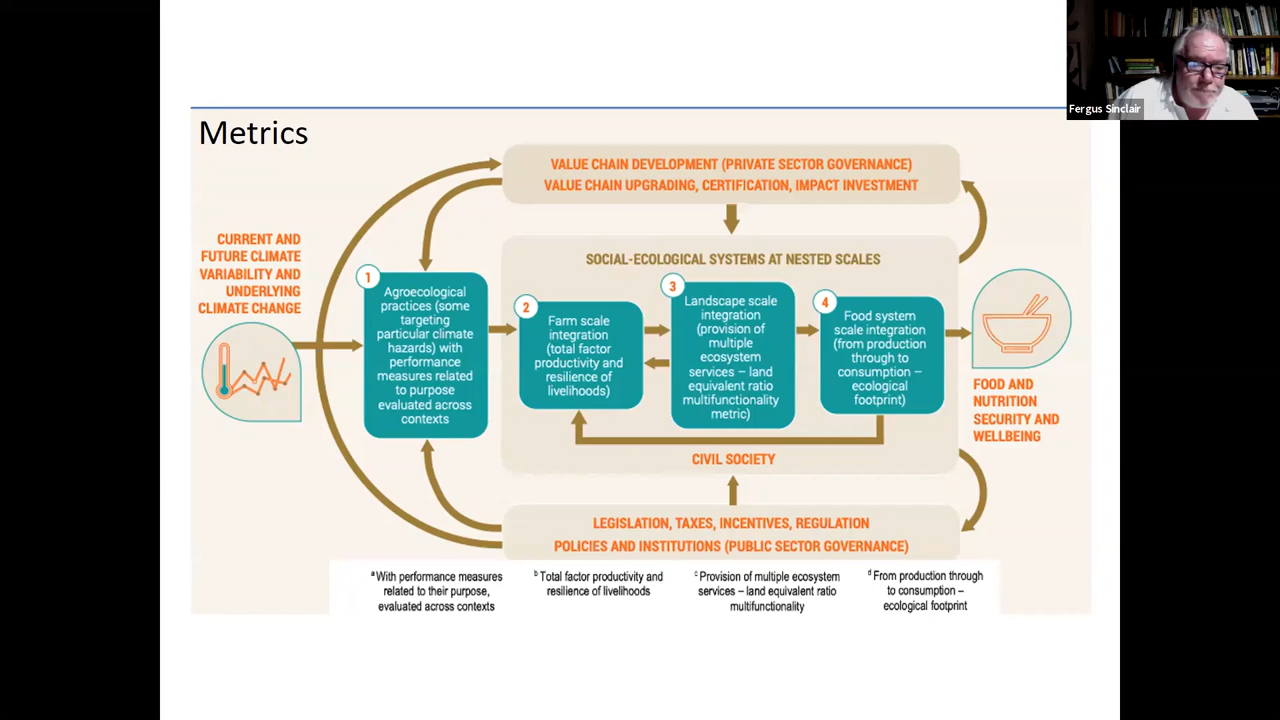 Fergus Sinclair
Metrics
VALUE CHAIN DEVELOPMENT (PRIVATE SECTOR GOVERNANCE)
VALUE CHAIN UPGRADING, CERTIFICATION, IMPACT INVESTMENT
CURRENT AND
FUTURE CLIMATE
VARIABILITY AND
UNDERLYING
CLIMATE CHANGE
SOCIAL-ECOLOGICAL SYSTEMS AT NESTED SCALES
1
Agroecological
practices (some
targeting
particular climate
hazards) with
performance
measures related
to purpose
evaluated across
contexts
2
Farm scale
integration
(total factor
productivity and
resilience of
livelihoods)
3
Landscape scale
integration
(provision of
multiple
ecosystem
services – land
equivalent ratio
multifunctionality
metric)
4
Food system
scale integration
(from production
through to
consumption –
ecological
footprint)
FOOD AND
NUTRITION
SECURITY AND
WELLBEING
CIVIL SOCIETY
LEGISLATION, TAXES, INCENTIVES, REGULATION
POLICIES AND INSTITUTIONS (PUBLIC SECTOR GOVERNANCE)
a With performance measures
related to their purpose,
evaluated across contexts
b Total factor productivity and
resilience of livelihoods
c Provision of multiple ecosystem
services – land equivalent ratio
multifunctionality
d From production through
to consumption –
ecological footprint